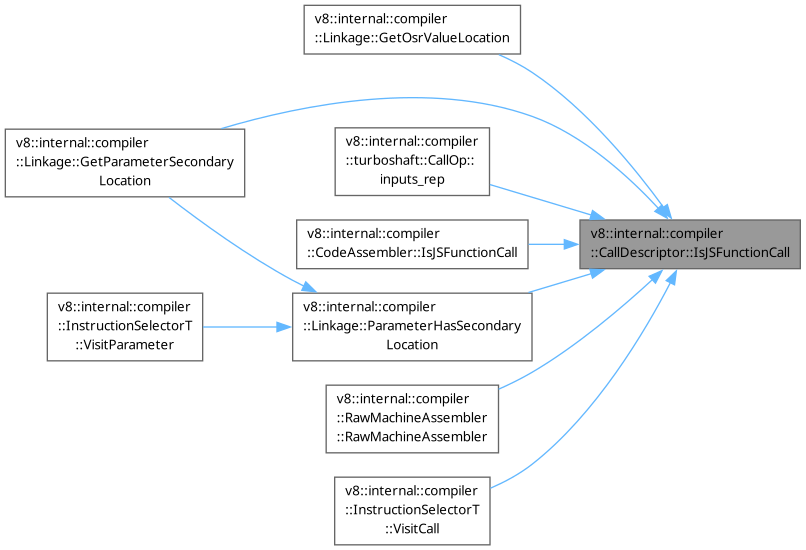 v8::internal::compiler
::Linkage::GetOsrValueLocation
v8::internal::compiler
::Linkage::GetParameterSecondary
Location
v8::internal::compiler
::turboshaft::CallOp::
inputs_rep
v8::internal::compiler
::CodeAssembler::IsJSFunctionCall
v8::internal::compiler
::CallDescriptor::IsJSFunctionCall
v8::internal::compiler
::InstructionSelectorT
::VisitParameter
v8::internal::compiler
::Linkage::ParameterHasSecondary
Location
v8::internal::compiler
::RawMachineAssembler
::RawMachineAssembler
v8::internal::compiler
::InstructionSelectorT
::VisitCall